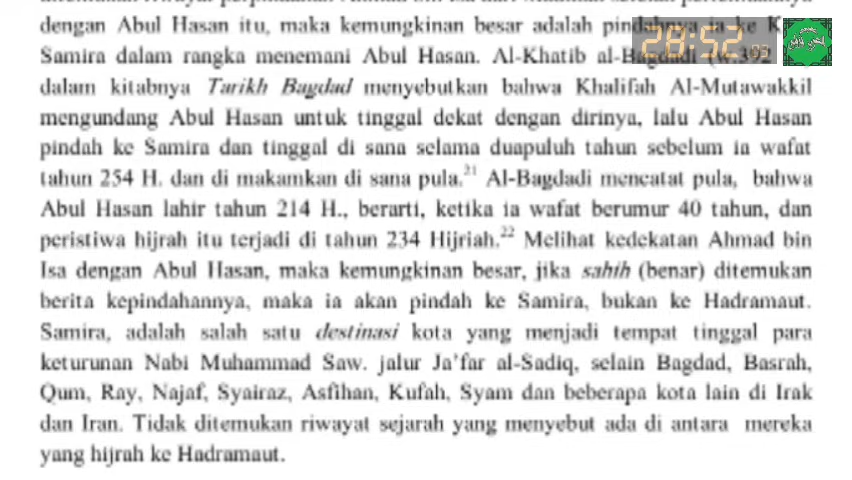 dengan Abul Hasan itu, maka kemungkinan besar adalah pindahnya ia ke
28:52 03
Samira dalam rangka menemani Abul Hasan. Al-Khatib al-Bagdadi (w.392
dalam kitabnya Tarikh Bagdad menyebutkan bahwa Khalifah Al-Mutawakkil
mengundang Abul Hasan untuk tinggal dekat dengan dirinya, lalu Abul Hasan
pindah ke Samira dan tinggal di sana selama duapuluh tahun sebelum ia wafat
tahun 254 H. dan di makamkan di sana pula.²¹ Al-Bagdadi mencatat pula, bahwa
Abul Hasan lahir tahun 214 H., berarti, ketika ia wafat berumur 40 tahun, dan
peristiwa hijrah itu terjadi di tahun 234 Hijriah.²² Melihat kedekatan Ahmad bin
Isa dengan Abul Hasan, maka kemungkinan besar, jika sahih (benar) ditemukan
berita kepindahannya, maka ia akan pindah ke Samira, bukan ke Hadramaut.
Samira, adalah salah satu destinasi kota yang menjadi tempat tinggal para
keturunan Nabi Muhammad Saw. jalur Ja'far al-Sadiq, selain Bagdad, Basrah,
Qum, Ray, Najaf, Syairaz, Asfihan, Kufah, Syam dan beberapa kota lain di Irak
dan Iran. Tidak ditemukan riwayat sejarah yang menyebut ada di antara mereka
yang hijrah ke Hadramaut.